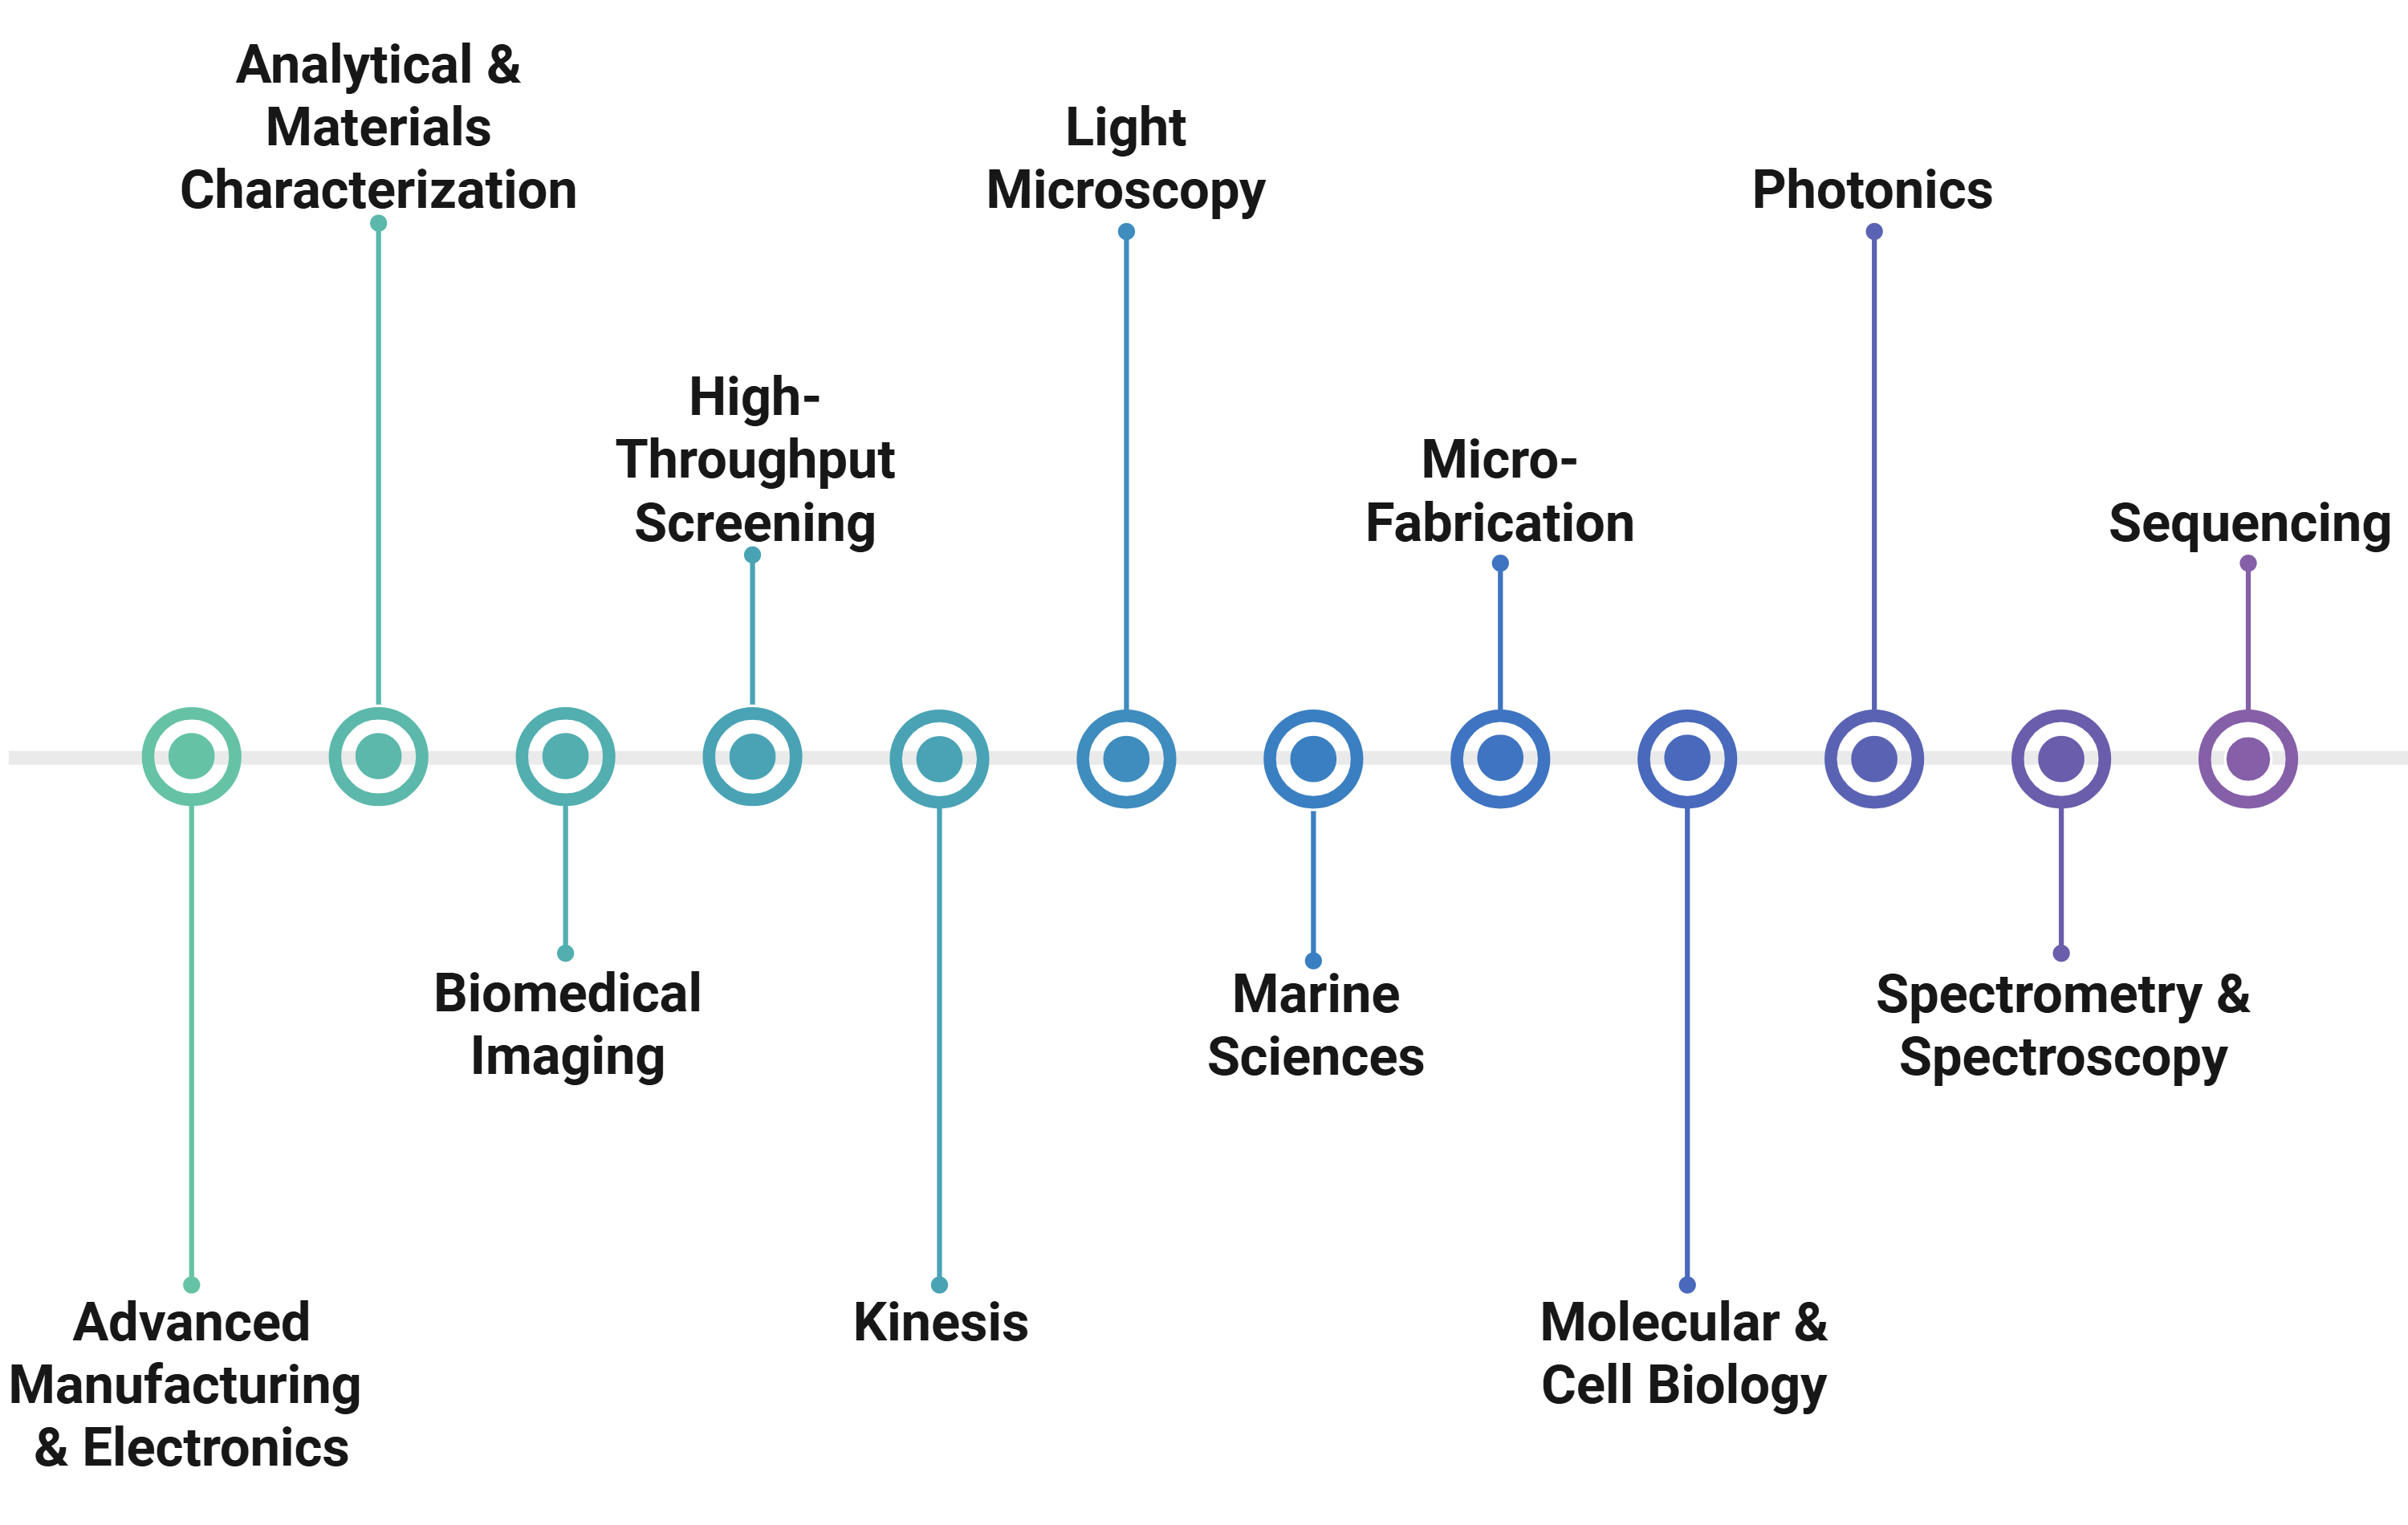 Analytical &
Materials
Characterization
Light
Microscopy
Photonics
High-
Throughput
Screening
Micro-
Fabrication
Sequencing
Biomedical
Imaging
Marine
Sciences
Spectrometry &
Spectroscopy
Advanced
Manufacturing
& Electronics
Kinesis
Molecular &
Cell Biology